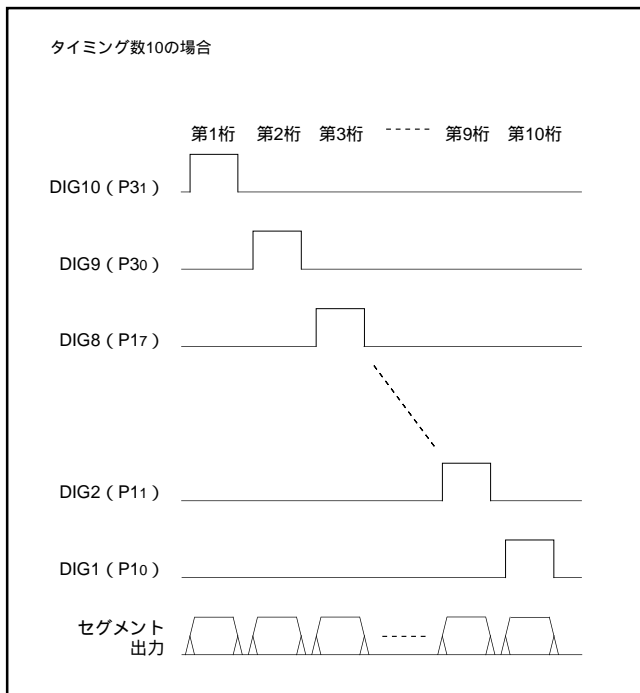 タイミング数10の場合
第1桁 第2桁 第3桁 ----- 第9桁 第10桁
DIG10（P31）
DIG9（P30）
DIG8（P17）
DIG2（P11）
DIG1（P10）
セグメント
出力 -----